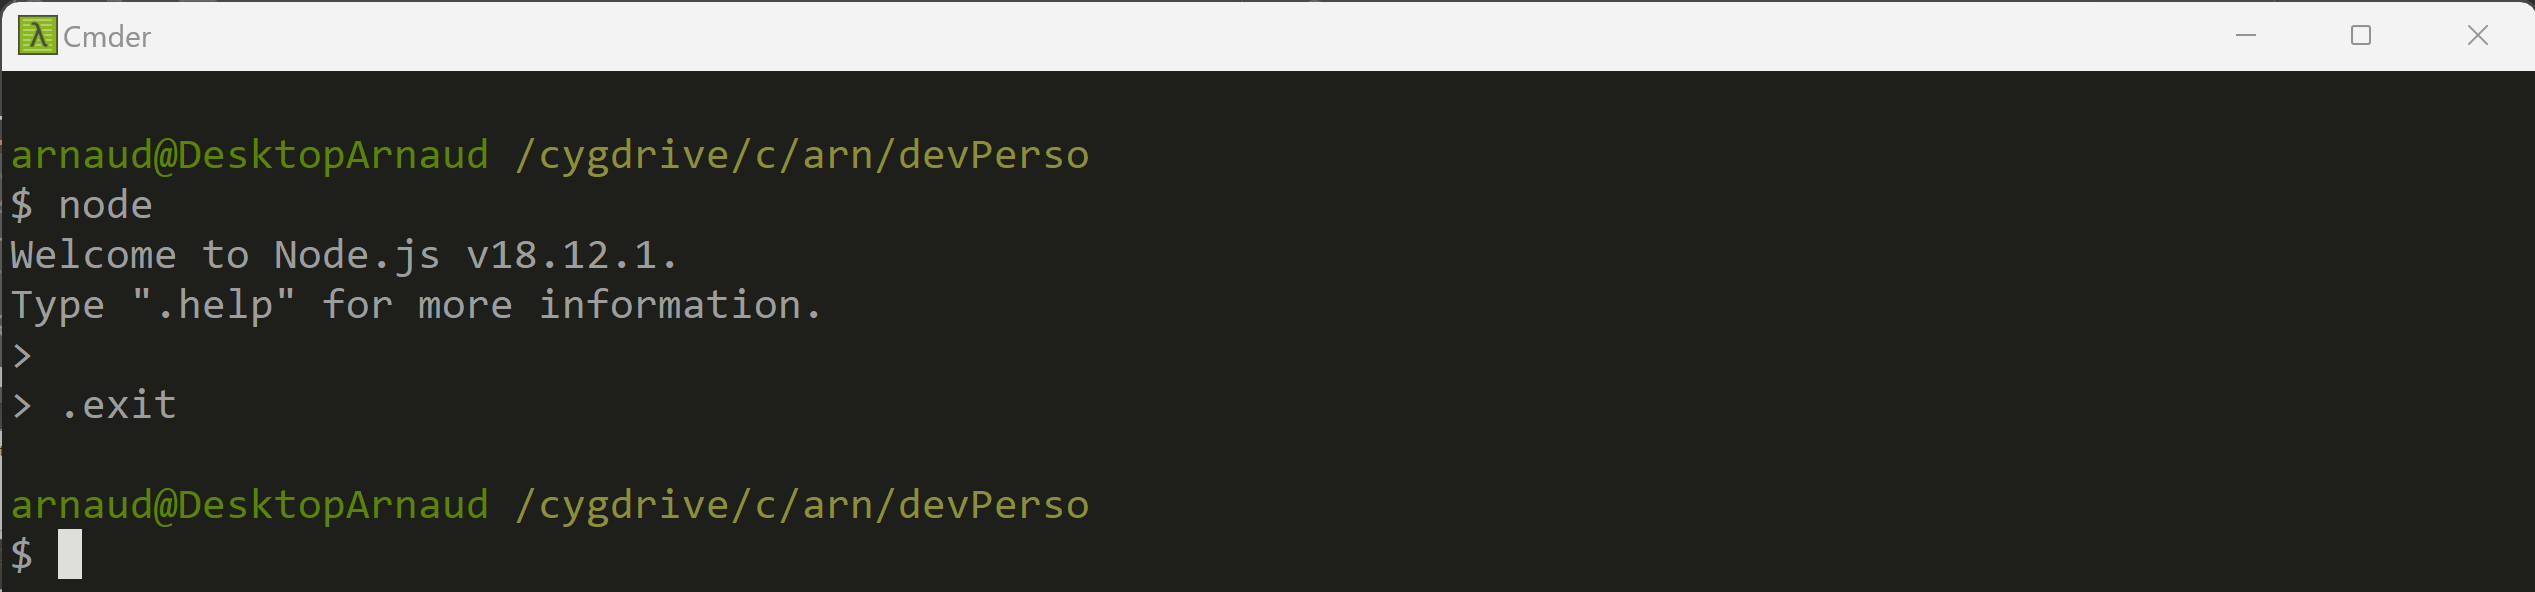 λ Cmder
arnaud@DesktopArnaud /cygdrive/c/arn/devPerso
$ node
Welcome to Node.js v18.12.1.
Type ".help" for more information.
>
> .exit
arnaud@DesktopArnaud /cygdrive/c/arn/devPerso
$